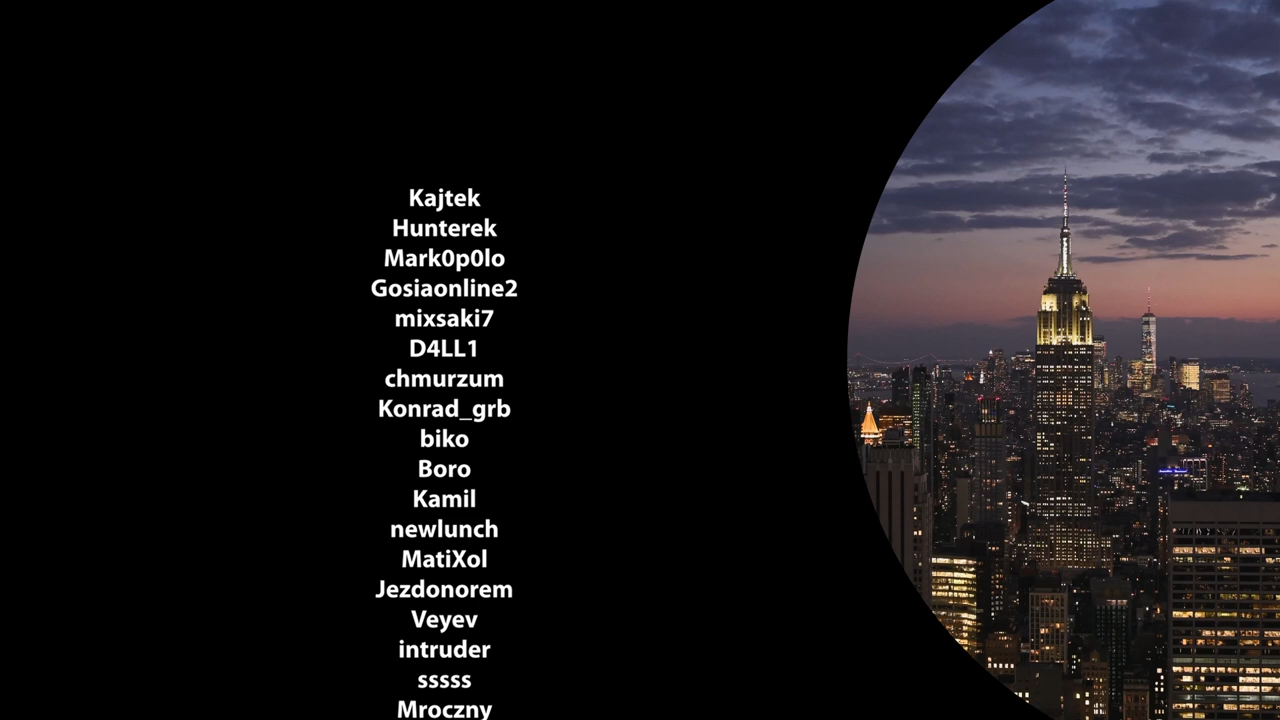 Kajtek
Hunterek
Mark0p0lo
Gosiaonline2
mixsaki7
D4LL1
chmurzum
Konrad_grb
biko
Boro
Kamil
newlunch
MatiXol
Jezdonorem
Veyev
intruder
sssss
Mroczny